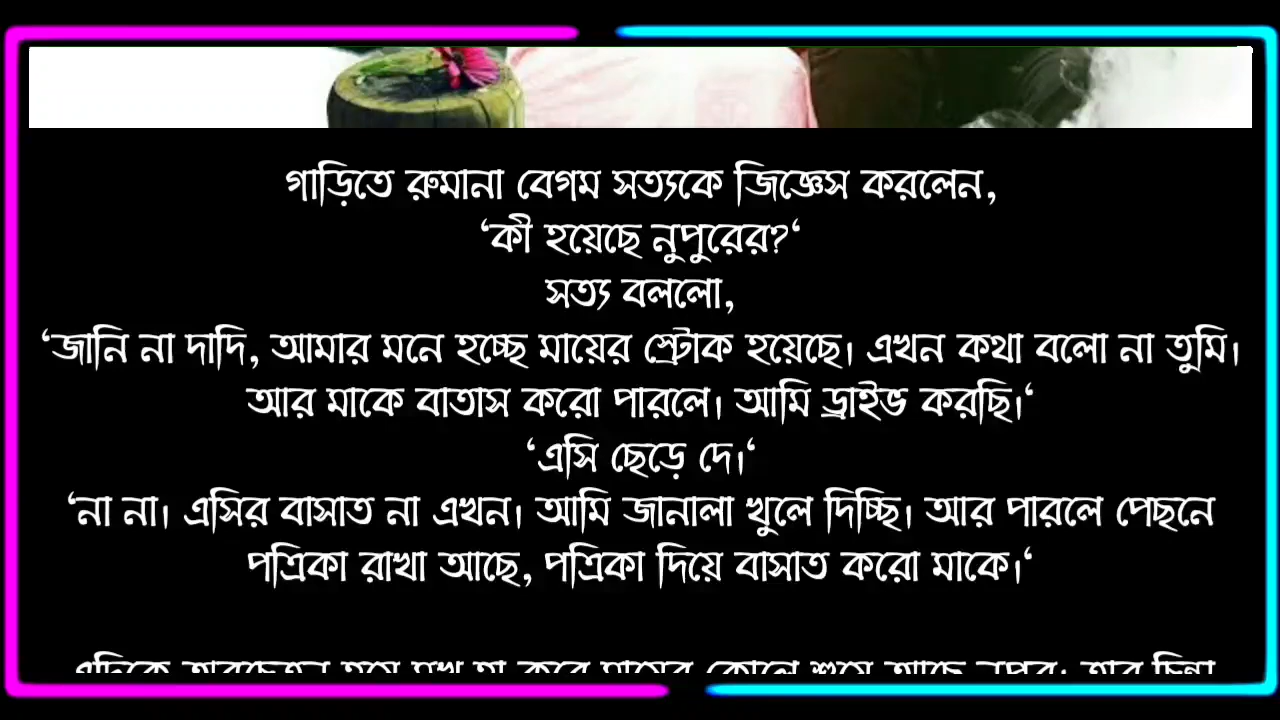 গাড়িতে রুমানা বেগম সত্যকে জিজ্ঞেস করলেন,
‘কী হয়েছে নুপুরের?‘
সত্য বললো,
‘জানি না দাদি, আমার মনে হচ্ছে মায়ের স্ট্রোক হয়েছে। এখন কথা বলো না তুমি।
আর মাকে বাতাস করো পারলে। আমি ড্রাইভ করছি।‘
‘এসি ছেড়ে দে।‘
‘না না। এসির বাসাত না এখন। আমি জানালা খুলে দিচ্ছি। আর পারলে পেছনে
পত্রিকা রাখা আছে, পত্রিকা দিয়ে বাসাত করো মাকে।‘